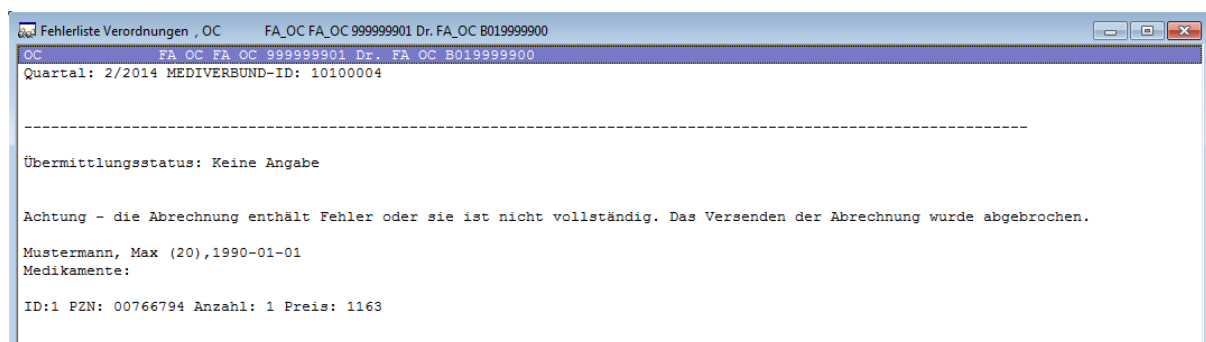 Fehlerliste Verordnungen , OC FA_OC FA_OC 999999901 Dr. FA_OC B019999900
OC FA OC FA OC 999999901 Dr. FA OC B019999900
Quartal: 2/2014 MEDIVERBUND-ID: 10100004
--------------------------------------------------------------------------------------------------------------
Übermittlungsstatus: Keine Angabe
Achtung - die Abrechnung enthält Fehler oder sie ist nicht vollständig. Das Versenden der Abrechnung wurde abgebrochen.
Mustermann, Max (20),1990-01-01
Medikamente:
ID:1 PZN: 00766794 Anzahl: 1 Preis: 1163